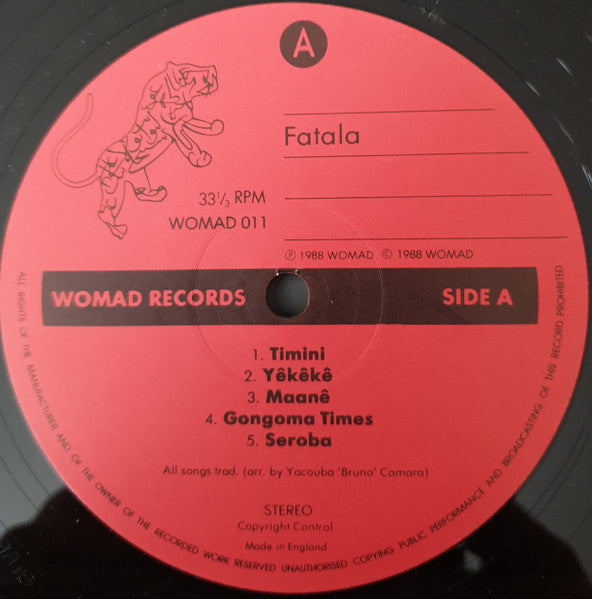 A
Fatala
33⅓ RPM
WOMAD 011
Ⓟ 1988 WOMAD © 1988 WOMAD
WOMAD RECORDS SIDE A
1. Timini
2. Yêkêkê
3. Maanê
4. Gongoma Times
5. Seroba
All songs trad. (arr. by Yacouba 'Bruno' Camara)
STEREO
Copyright Control
Made in England
ALL RIGHTS OF THE MANUFACTURER AND OF THE OWNER OF THE RECORDED WORK RESERVED UNAUTHORISED COPYING PUBLIC PERFORMANCE AND BROADCASTING OF THIS RECORD PROHIBITED